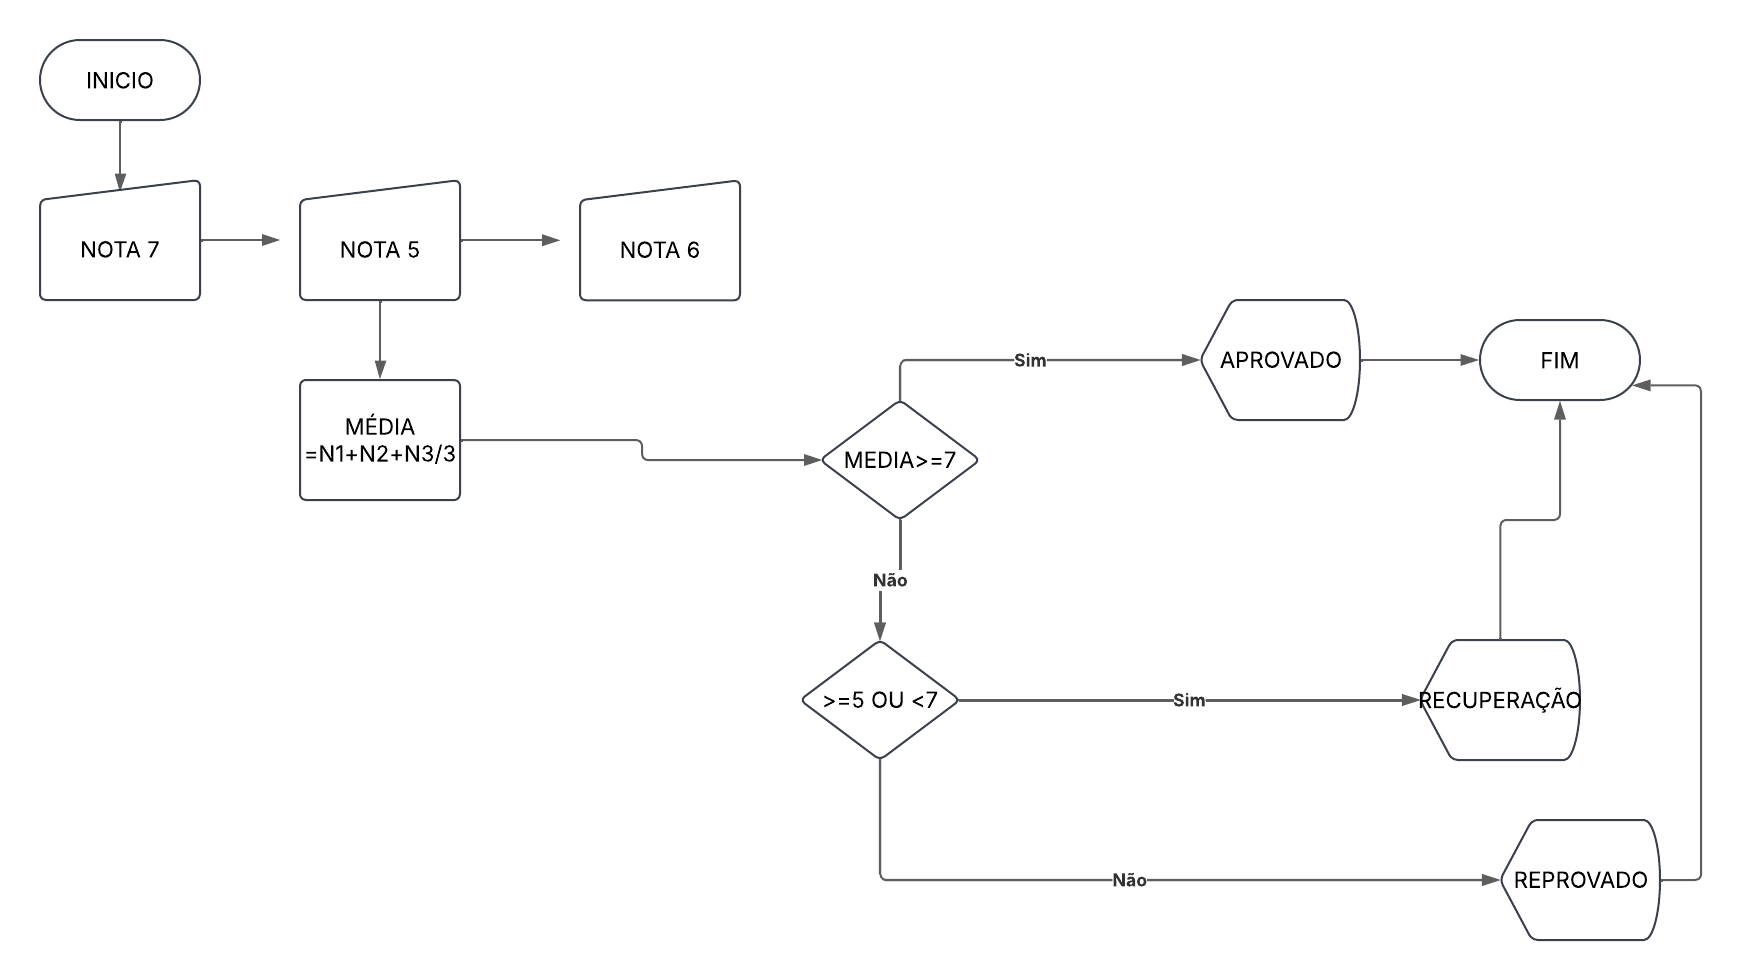 INICIO
NOTA 7
NOTA 5
NOTA 6
MÉDIA
=N1+N2+N3/3
MEDIA>=7
Sim
APROVADO
FIM
Não
>=5 OU <7
Sim
RECUPERAÇÃO
Não
REPROVADO